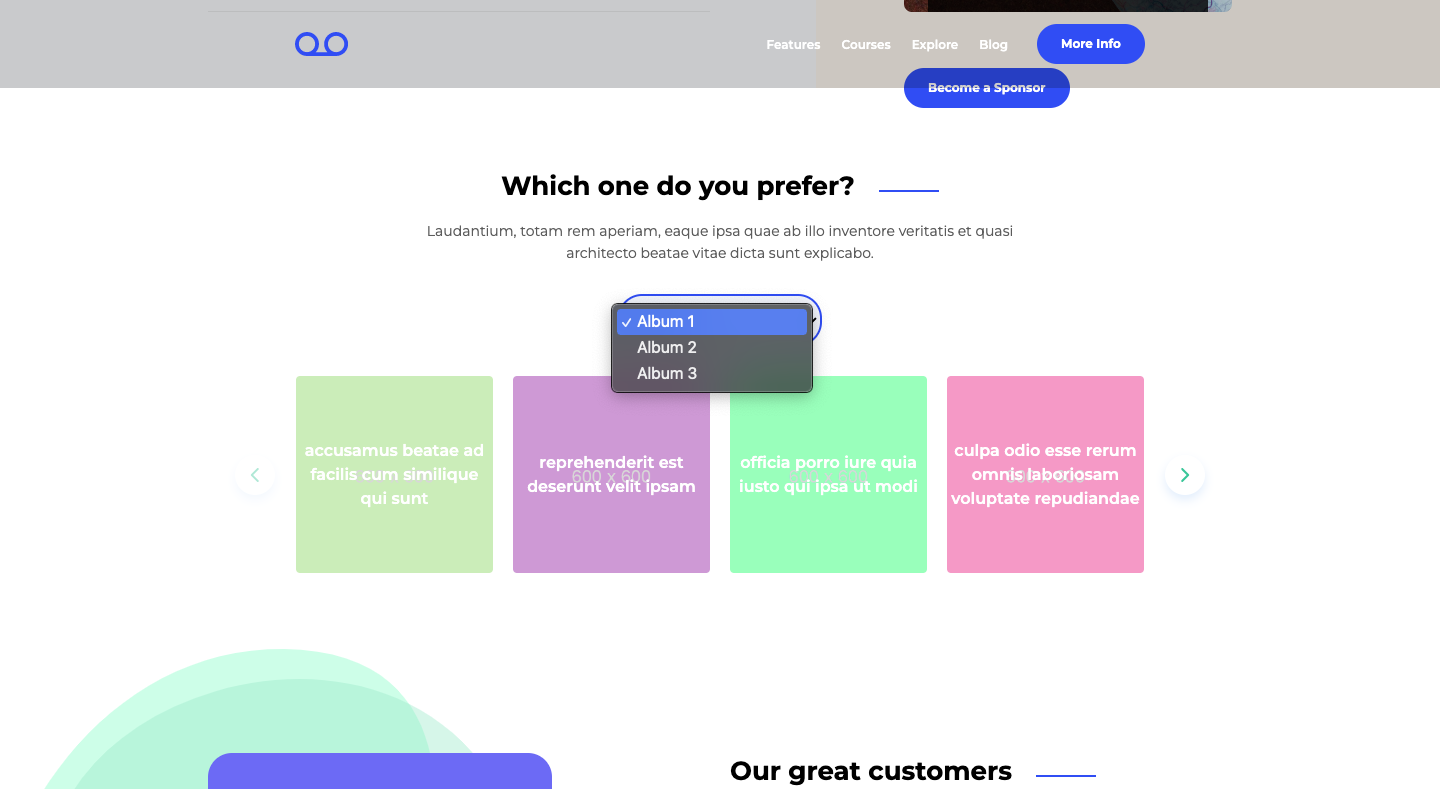 Features Courses Explore Blog More Info
Become a Sponsor
Which one do you prefer?
Laudantium, totam rem aperiam, eaque ipsa quae ab illo inventore veritatis et quasi
architecto beatae vitae dicta sunt explicabo.
✓ Album 1
Album 2
Album 3
accusamus beatae ad
facilis cum similique
qui sunt
reprehenderit est
deserunt velit ipsam
600 x 600
officia porro iure quia
iusto qui ipsa ut modi
culpa odio esse rerum
omnis laboriosam
voluptate repudiandae
Our great customers